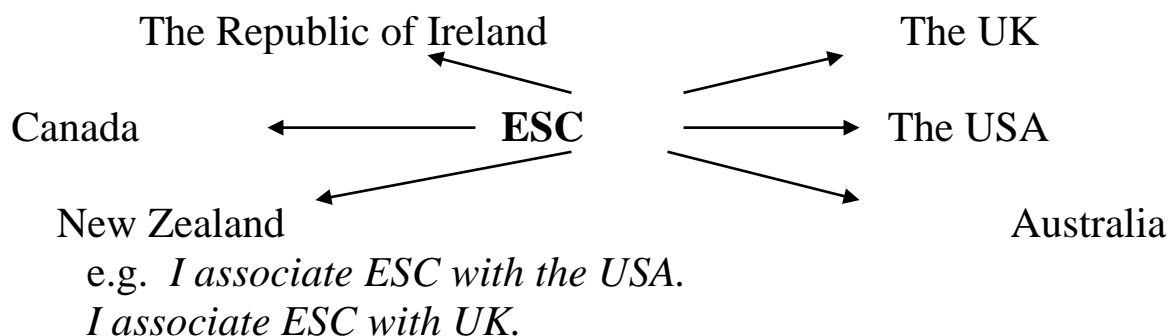 The Republic of Ireland The UK
Canada ESC The USA
New Zealand Australia
e.g. I associate ESC with the USA.
I associate ESC with UK.